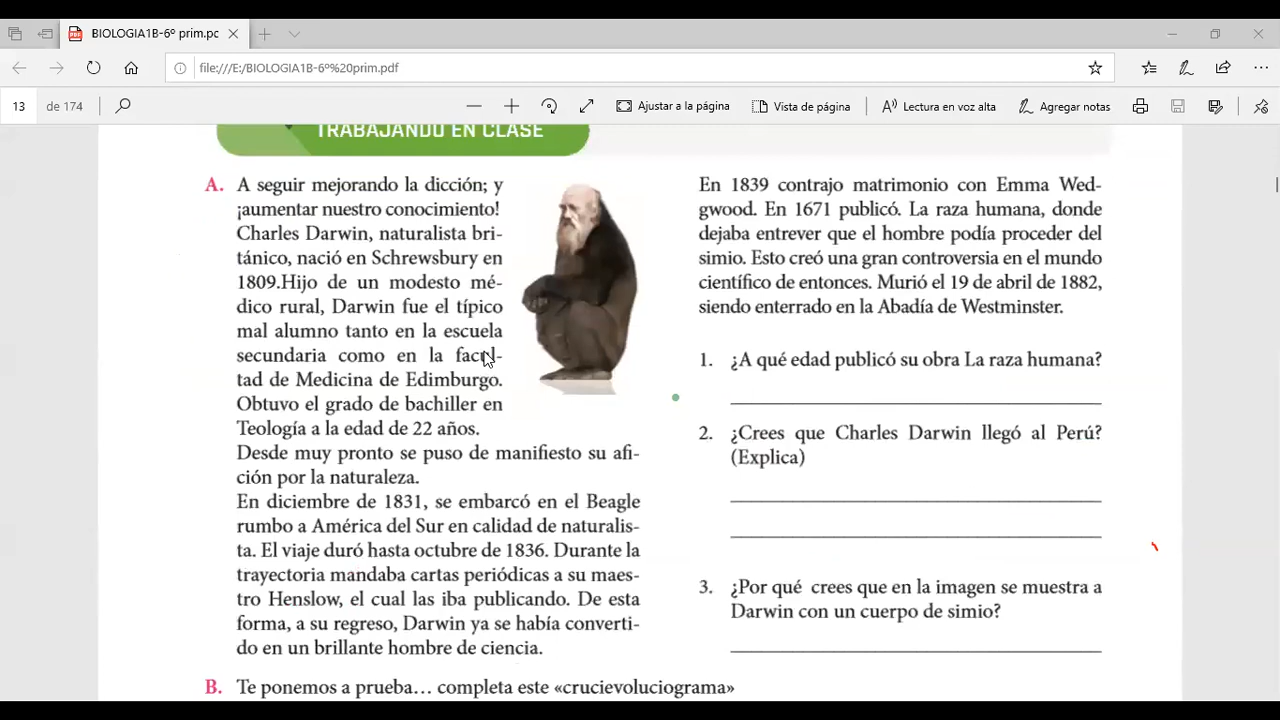 BIOLOGIA1B-6º prim.pc
file:///E:/BIOLOGIA1B-6º%20prim.pdf
13 de 174
Ajustar a la página
Vista de página
Lectura en voz alta
Agregar notas
TRABAJANDO EN CLASE
A. A seguir mejorando la dicción; y
¡aumentar nuestro conocimiento!
Charles Darwin, naturalista bri-
tánico, nació en Schrewsbury en
1809.Hijo de un modesto mé-
dico rural, Darwin fue el típico
mal alumno tanto en la escuela
secundaria como en la facul-
tad de Medicina de Edimburgo.
Obtuvo el grado de bachiller en
Teología a la edad de 22 años.
Desde muy pronto se puso de manifiesto su afi-
ción por la naturaleza.
En diciembre de 1831, se embarcó en el Beagle
rumbo a América del Sur en calidad de naturalis-
ta. El viaje duró hasta octubre de 1836. Durante la
trayectoria mandaba cartas periódicas a su maes-
tro Henslow, el cual las iba publicando. De esta
forma, a su regreso, Darwin ya se había converti-
do en un brillante hombre de ciencia.
En 1839 contrajo matrimonio con Emma Wed-
gwood. En 1671 publicó. La raza humana, donde
dejaba entrever que el hombre podía proceder del
simio. Esto creó una gran controversia en el mundo
científico de entonces. Murió el 19 de abril de 1882,
siendo enterrado en la Abadía de Westminster.
1. ¿A qué edad publicó su obra La raza humana?
2. ¿Crees que Charles Darwin llegó al Perú?
(Explica)
3. ¿Por qué crees que en la imagen se muestra a
Darwin con un cuerpo de simio?
B. Te ponemos a prueba… completa este «crucievoluciograma»